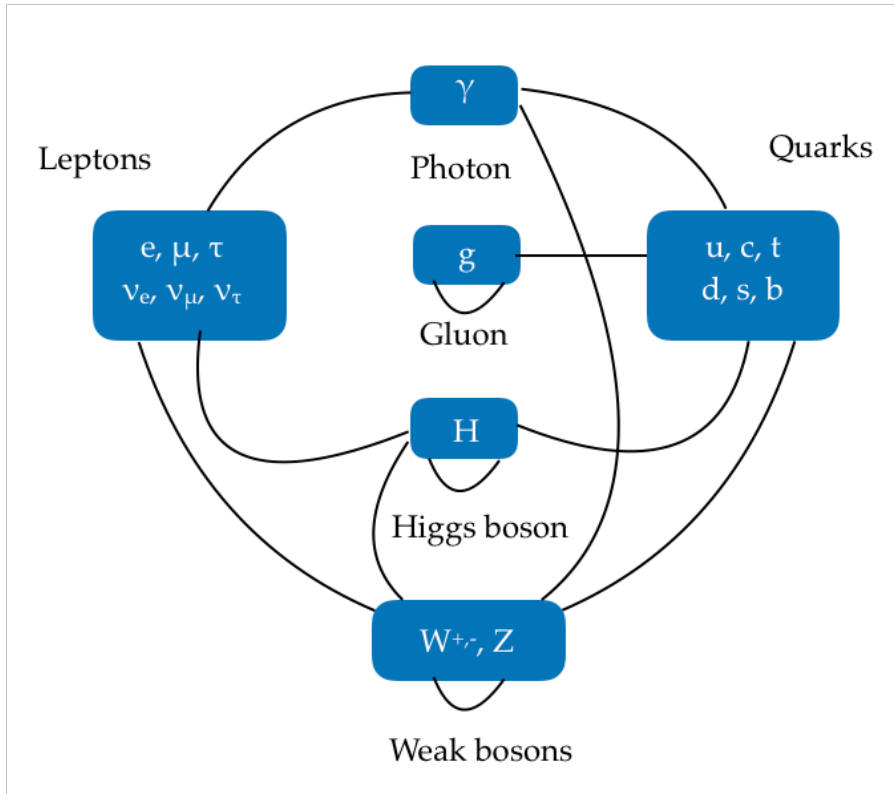 γ
Quarks
Leptons
Photon
e, μ, τ
νe, νμ, ντ
g
u, c, t
d, s, b
Gluon
H
Higgs boson
W+,-, Z
Weak bosons